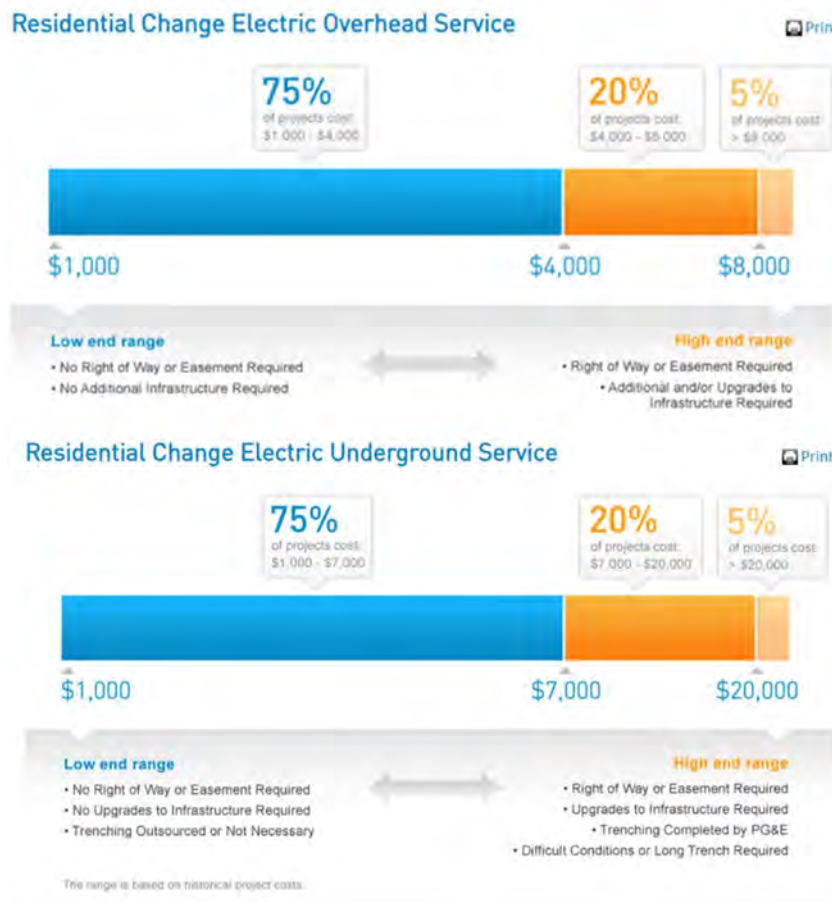 Residential Change Electric Overhead Service
Prin
75%
of projects cost:
$1,000 - $4,000
20%
of projects cost:
$4,000 - $8,000
5%
of projects cost:
> $8,000
$1,000
$4,000
$8,000
Low end range
• No Right of Way or Easement Required
• No Additional Infrastructure Required
High end range
• Right of Way or Easement Required
• Additional and/or Upgrades to
Infrastructure Required
Residential Change Electric Underground Service
Print
75%
of projects cost:
$1,000 - $7,000
20%
of projects cost:
$7,000 - $20,000
5%
of projects cost:
> $20,000
$1,000
$7,000
$20,000
Low end range
• No Right of Way or Easement Required
• No Upgrades to Infrastructure Required
• Trenching Outsourced or Not Necessary
High end range
• Right of Way or Easement Required
• Upgrades to Infrastructure Required
• Trenching Completed by PG&E
• Difficult Conditions or Long Trench Required
The range is based on historical project costs.